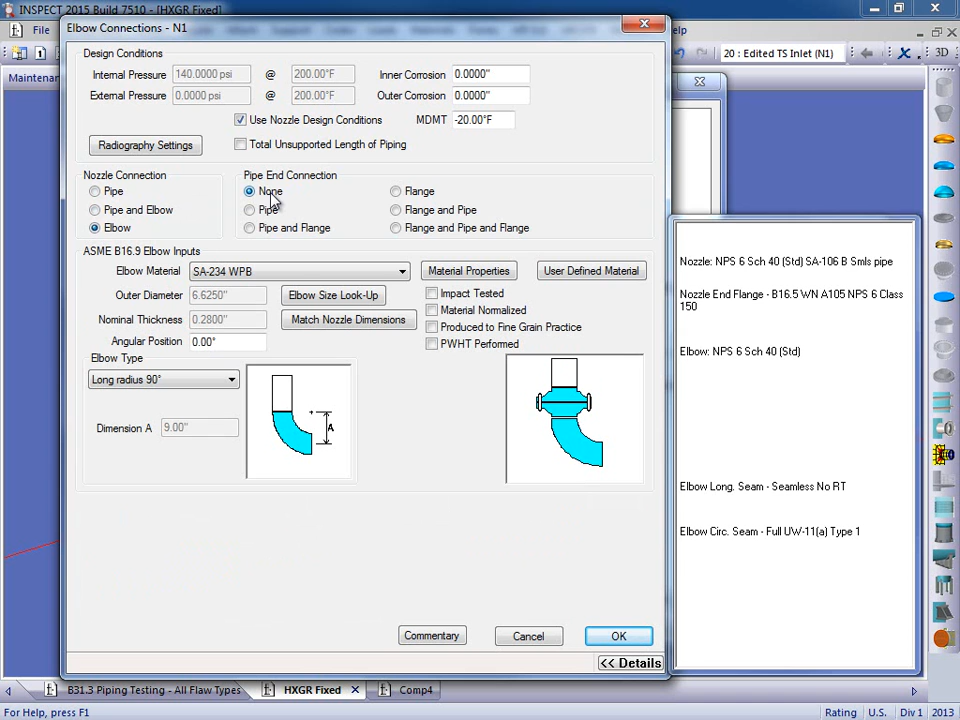 INSPECT 2015 Build 7510 - [HXGR Fixed]
Elbow Connections - N1
File
20 : Edited TS Inlet (N1)
3D
Maintenan
Design Conditions
Internal Pressure 140.0000 psi @ 200.00°F Inner Corrosion 0.0000"
External Pressure 0.0000 psi @ 200.00°F Outer Corrosion 0.0000"
Use Nozzle Design Conditions MDMT -20.00°F
Radiography Settings Total Unsupported Length of Piping
Nozzle Connection
Pipe
Pipe and Elbow
Elbow
Pipe End Connection
None Flange
Pipe Flange and Pipe
Pipe and Flange Flange and Pipe and Flange
ASME B16.9 Elbow Inputs
Elbow Material SA-234 WPB Material Properties User Defined Material
Outer Diameter 6.6250" Elbow Size Look-Up Impact Tested
Nominal Thickness 0.2800" Match Nozzle Dimensions Material Normalized
Produced to Fine Grain Practice
Angular Position 0.00° PWHT Performed
Elbow Type
Long radius 90°
Dimension A 9.00"
A
Commentary Cancel OK
<< Details
Nozzle: NPS 6 Sch 40 (Std) SA-106 B Smls pipe
Nozzle End Flange - B16.5 WN A105 NPS 6 Class
150
Elbow: NPS 6 Sch 40 (Std)
Elbow Long. Seam - Seamless No RT
Elbow Circ. Seam - Full UW-11(a) Type 1
B31.3 Piping Testing - All Flaw Types HXGR Fixed Comp4
For Help, press F1 Rating U.S. Div 1 2013